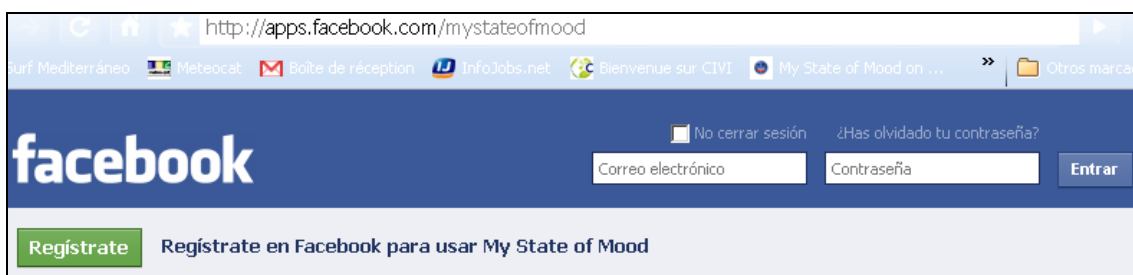 http://apps.facebook.com/mystateofmood
Surf Mediterráneo Meteocat Boîte de réception InfoJobs.net Bienvenue sur CIVI My State of Mood on ... » Otros marca
No cerrar sesión ¿Has olvidado tu contraseña?
facebook Correo electrónico Contraseña Entrar
Regístrate Regístrate en Facebook para usar My State of Mood